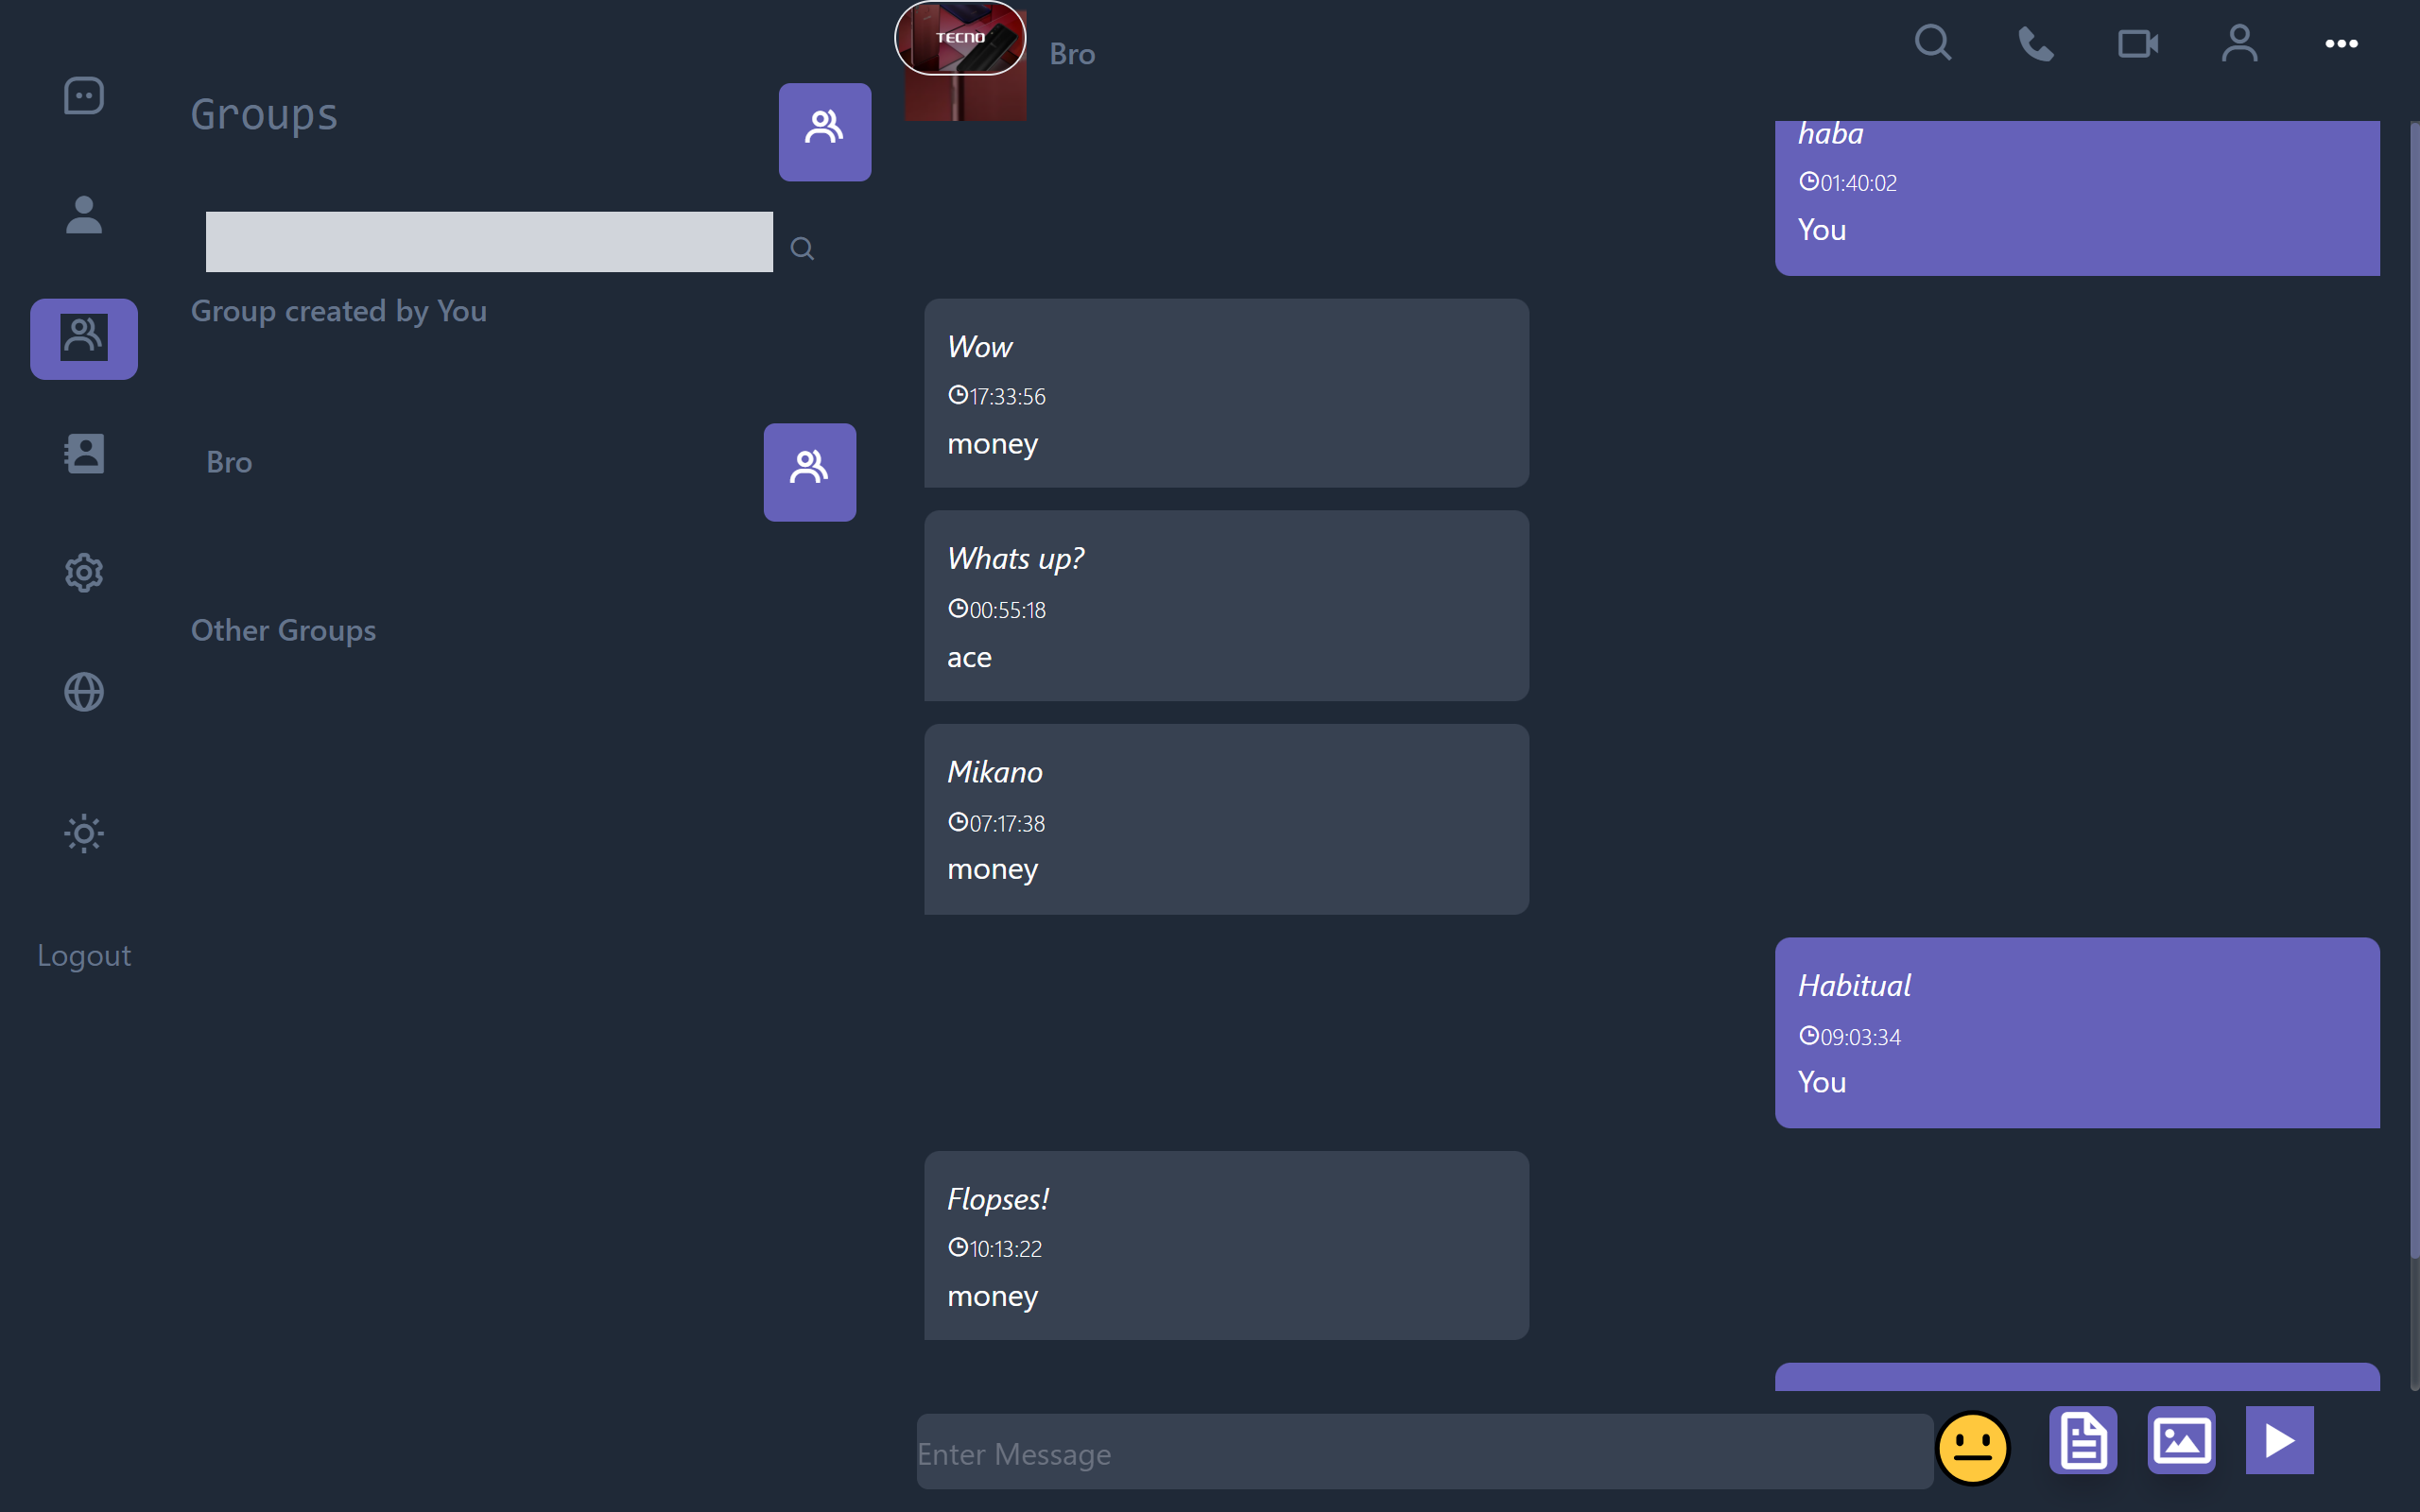 Groups
Group created by You
Bro
Other Groups
Logout
TECNO
Bro
haba
01:40:02
You
Wow
17:33:56
money
Whats up?
00:55:18
ace
Mikano
07:17:38
money
Habitual
09:03:34
You
Flopses!
10:13:22
money
Enter Message